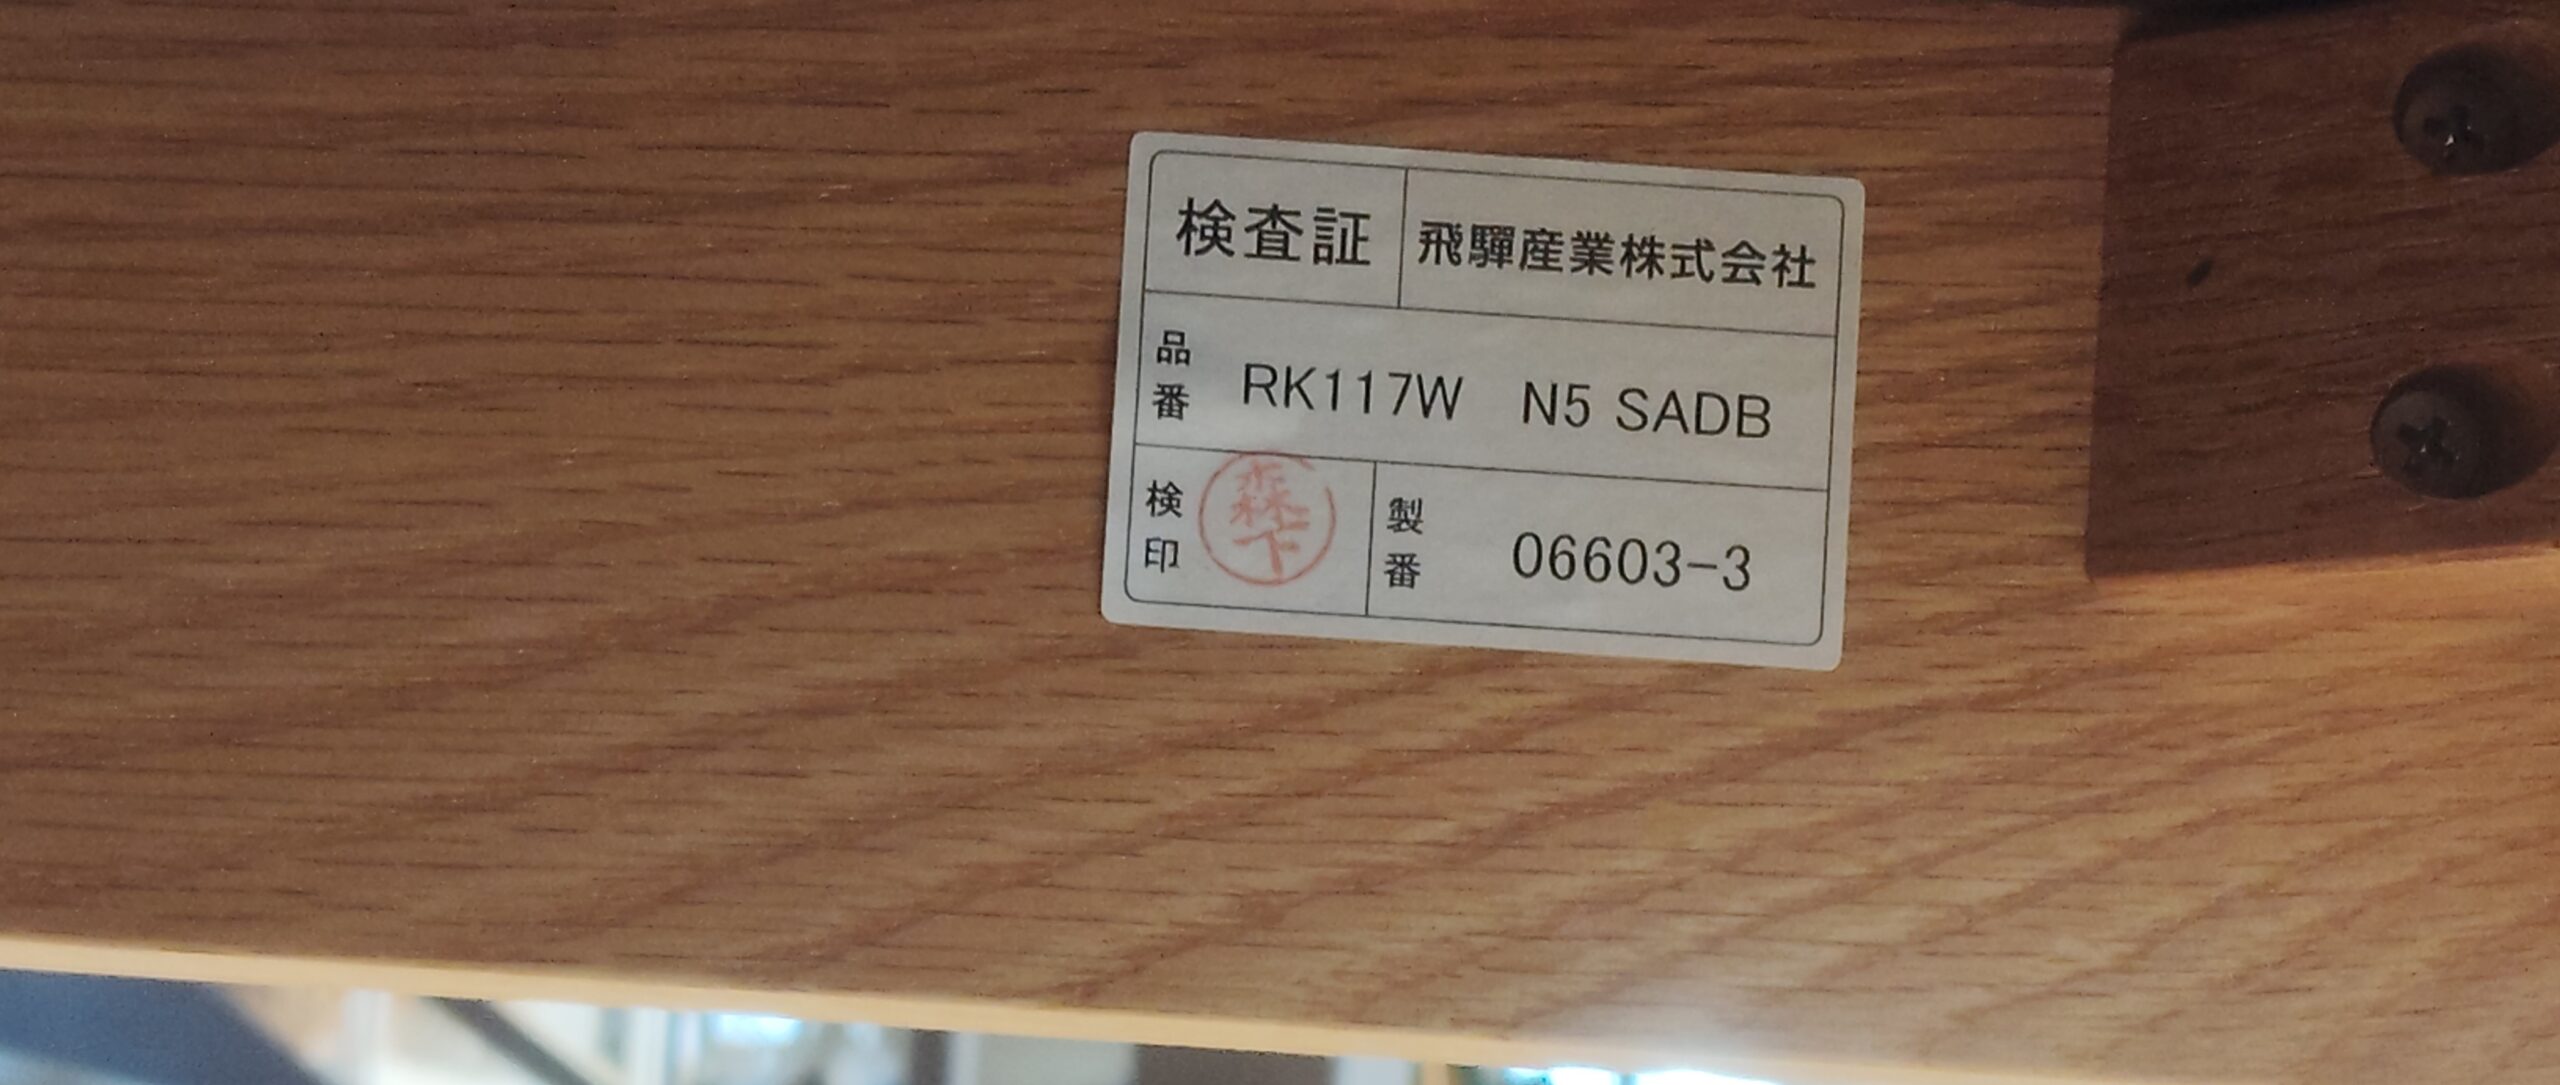 検査証 飛驒産業株式会社
品番 RK117W N5 SADB
検印 森下 製番 06603-3